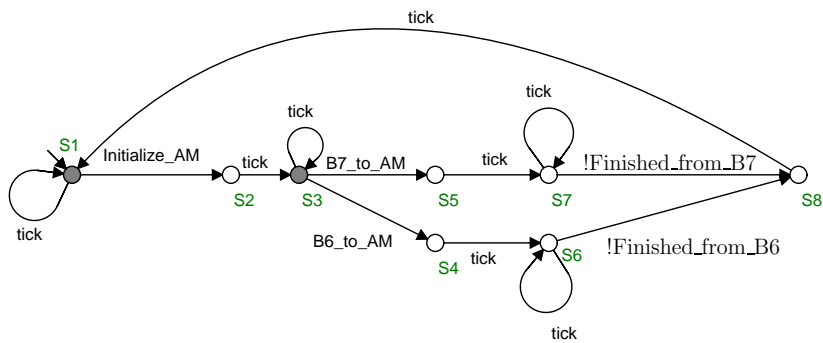 tick
tick
tick
S1
Initialize_AM
tick
B7_to_AM
tick
!Finished_from_B7
S2
S3
S5
S7
S8
tick
B6_to_AM
tick
S4
S6
!Finished_from_B6
tick